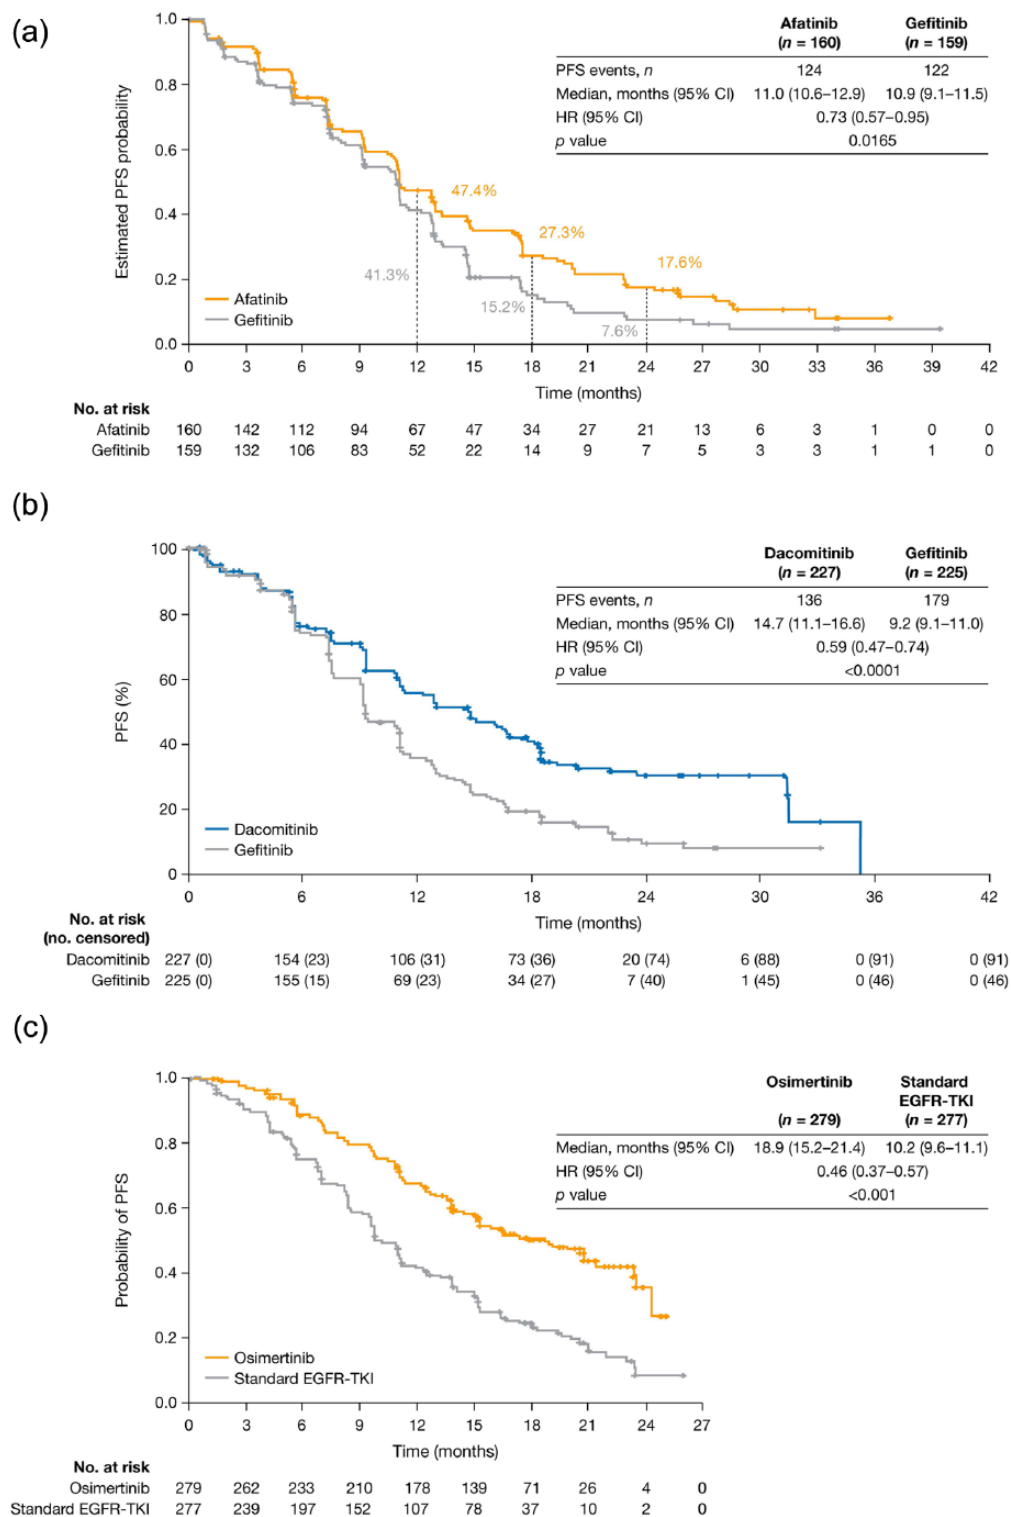 (a)
Afatinib Gefitinib
(n = 160) (n = 159)
PFS events, n 124 122
Median, months (95% CI) 11.0 (10.6–12.9) 10.9 (9.1–11.5)
HR (95% CI) 0.73 (0.57–0.95)
p value 0.0165
Estimated PFS probability
1.0
0.8
0.6
0.4
0.2
0.0
47.4%
27.3%
17.6%
41.3%
15.2%
7.6%
Afatinib
Gefitinib
0 3 6 9 12 15 18 21 24 27 30 33 36 39 42
Time (months)
No. at risk
Afatinib 160 142 112 94 67 47 34 27 21 13 6 3 1 0 0
Gefitinib 159 132 106 83 52 22 14 9 7 5 3 3 1 1 0
(b)
Dacomitinib Gefitinib
(n = 227) (n = 225)
PFS events, n 136 179
Median, months (95% CI) 14.7 (11.1–16.6) 9.2 (9.1–11.0)
HR (95% CI) 0.59 (0.47–0.74)
p value <0.0001
PFS (%)
100
80
60
40
20
0
Dacomitinib
Gefitinib
0 6 12 18 24 30 36 42
Time (months)
No. at risk
(no. censored)
Dacomitinib 227 (0) 154 (23) 106 (31) 73 (36) 20 (74) 6 (88) 0 (91) 0 (91)
Gefitinib 225 (0) 155 (15) 69 (23) 34 (27) 7 (40) 1 (45) 0 (46) 0 (46)
(c)
Osimertinib Standard
EGFR-TKI
(n = 279) (n = 277)
Median, months (95% CI) 18.9 (15.2–21.4) 10.2 (9.6–11.1)
HR (95% CI) 0.46 (0.37–0.57)
p value <0.001
Probability of PFS
1.0
0.8
0.6
0.4
0.2
0.0
Osimertinib
Standard EGFR-TKI
0 3 6 9 12 15 18 21 24 27
Time (months)
No. at risk
Osimertinib 279 262 233 210 178 139 71 26 4 0
Standard EGFR-TKI 277 239 197 152 107 78 37 10 2 0